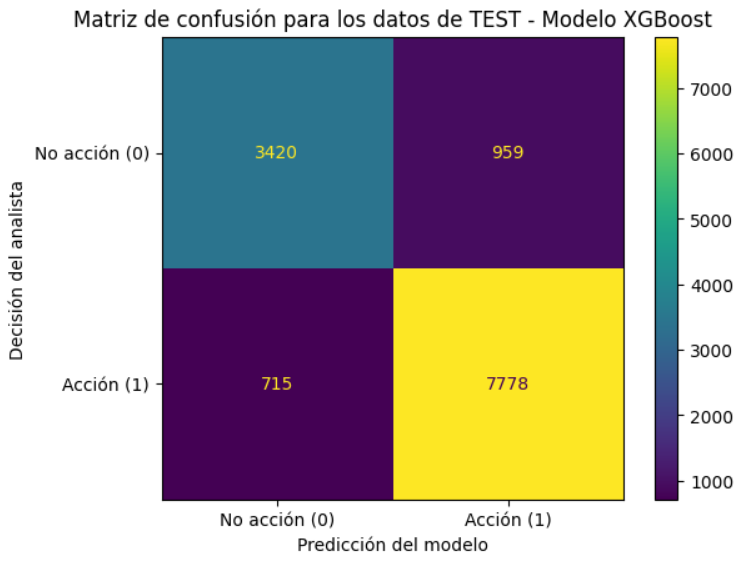 Matriz de confusión para los datos de TEST - Modelo XGBoost
Decisión del analista
No acción (0)
3420
959
Acción (1)
715
7778
No acción (0)
Acción (1)
Predicción del modelo
7000
6000
5000
4000
3000
2000
1000